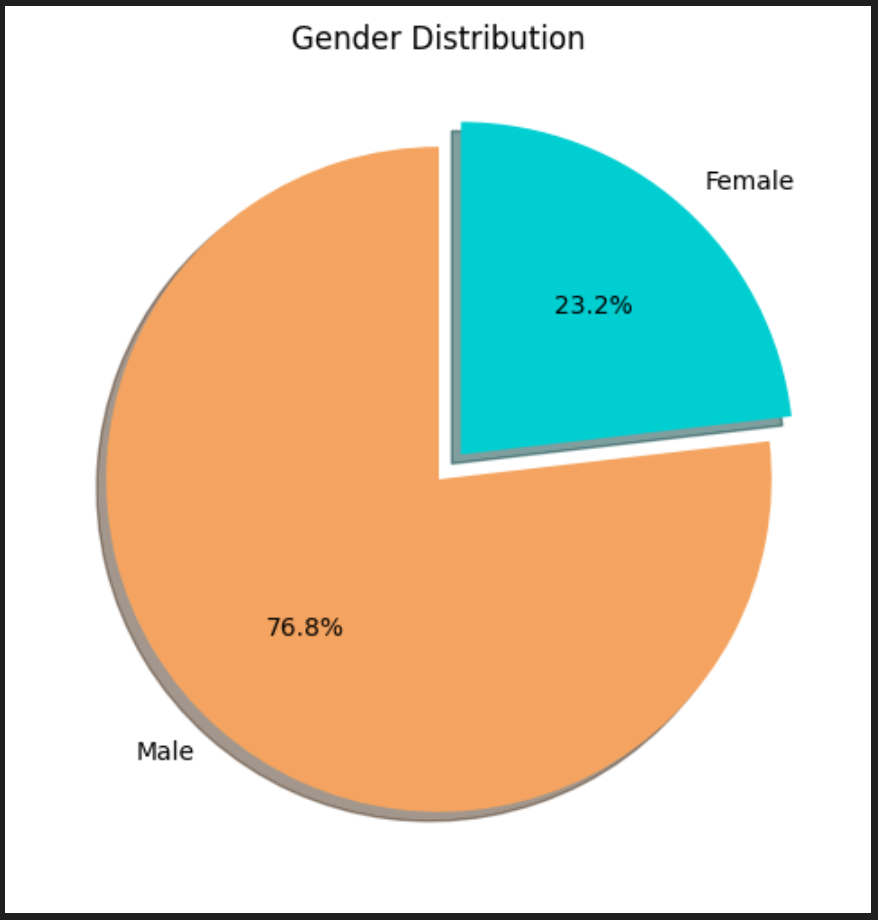 Gender Distribution
Female
23.2%
76.8%
Male